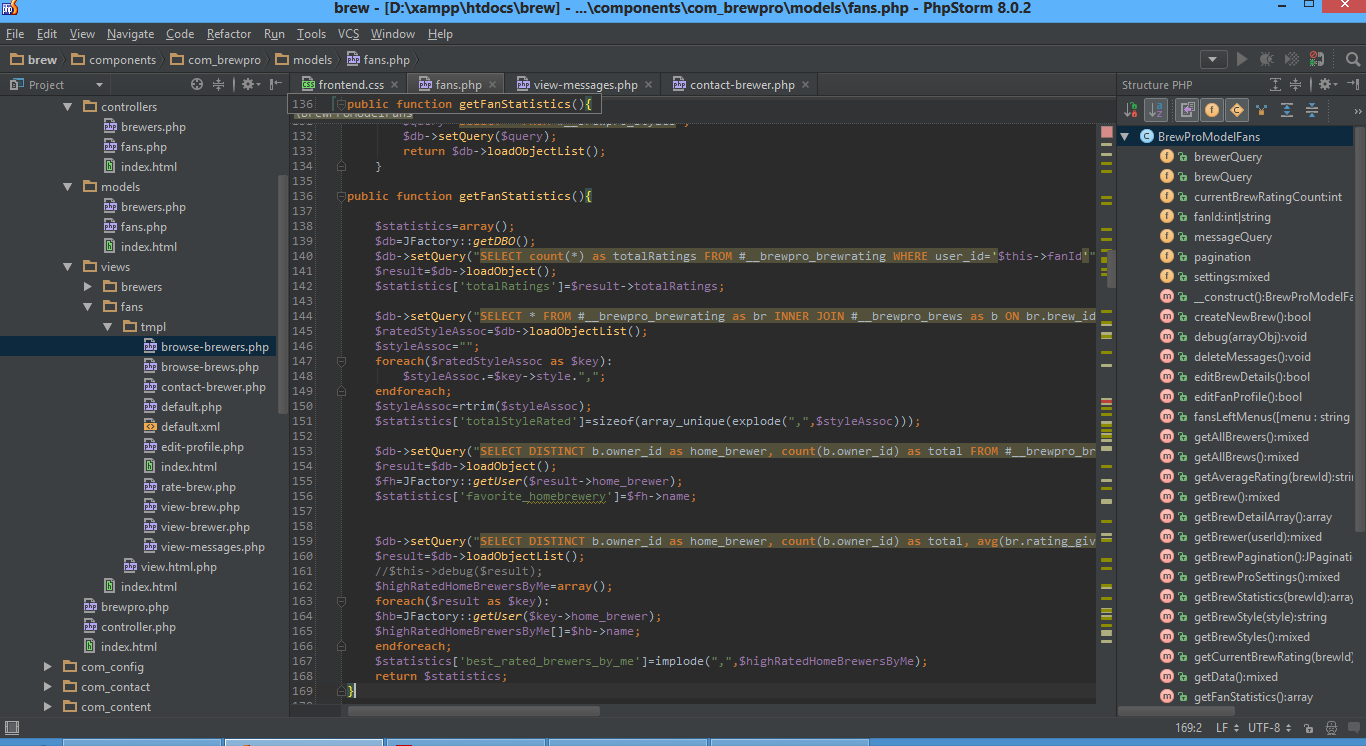 brew - [D:\xampp\htdocs\brew] - ...\components\com_brewpro\models\fans.php - PhpStorm 8.0.2
File Edit View Navigate Code Refactor Run Tools VCS Window Help
brew components com_brewpro models fans.php
Project
controllers
brewers.php
fans.php
index.html
models
brewers.php
fans.php
index.html
views
brewers
fans
tmpl
browse-brewers.php
browse-brews.php
contact-brewer.php
default.php
default.xml
edit-profile.php
index.html
rate-brew.php
view-brew.php
view-brewer.php
view-messages.php
view.html.php
index.html
brewpro.php
controller.php
index.html
com_config
com_contact
com_content
frontend.css fans.php view-messages.php contact-brewer.php
136 public function getFanStatistics(){
\BrewProModelFans
132 $db->setQuery($query);
133 return $db->loadObjectList();
134 }
135
136 public function getFanStatistics(){
137
138 $statistics=array();
139 $db=JFactory::getDBO();
140 $db->setQuery("SELECT count(*) as totalRatings FROM #__brewpro_brewrating WHERE user_id='$this->fanId'"
141 $result=$db->loadObject();
142 $statistics['totalRatings']=$result->totalRatings;
143
144 $db->setQuery("SELECT * FROM #__brewpro_brewrating as br INNER JOIN #__brewpro_brews as b ON br.brew_id
145 $ratedStyleAssoc=$db->loadObjectList();
146 $styleAssoc="";
147 foreach($ratedStyleAssoc as $key):
148 $styleAssoc.=$key->style.",";
149 endforeach;
150 $styleAssoc=rtrim($styleAssoc);
151 $statistics['totalStyleRated']=sizeof(array_unique(explode(",",$styleAssoc)));
152
153 $db->setQuery("SELECT DISTINCT b.owner_id as home_brewer, count(b.owner_id) as total FROM #__brewpro_br
154 $result=$db->loadObject();
155 $fh=JFactory::getUser($result->home_brewer);
156 $statistics['favorite_homebrewery']=$fh->name;
157
158
159 $db->setQuery("SELECT DISTINCT b.owner_id as home_brewer, count(b.owner_id) as total, avg(br.rating_giv
160 $result=$db->loadObjectList();
161 //$this->debug($result);
162 $highRatedHomeBrewersByMe=array();
163 foreach($result as $key):
164 $hb=JFactory::getUser($key->home_brewer);
165 $highRatedHomeBrewersByMe[]=$hb->name;
166 endforeach;
167 $statistics['best_rated_brewers_by_me']=implode(",",$highRatedHomeBrewersByMe);
168 return $statistics;
169 }
Structure PHP
BrewProModelFans
brewerQuery
brewQuery
currentBrewRatingCount:int
fanId:int|string
messageQuery
pagination
settings:mixed
__construct():BrewProModelFa
createNewBrew():bool
debug(arrayObj):void
deleteMessages():void
editBrewDetails():bool
editFanProfile():bool
fansLeftMenus([menu : string
getAllBrewers():mixed
getAllBrews():mixed
getAverageRating(brewId):strin
getBrew():mixed
getBrewDetailArray():array
getBrewer(userId):mixed
getBrewPagination():JPaginati
getBrewProSettings():mixed
getBrewStatistics(brewId):array
getBrewStyle(style):string
getBrewStyles():mixed
getCurrentBrewRating(brewId)
getData():mixed
getFanStatistics():array
169:2 LF UTF-8